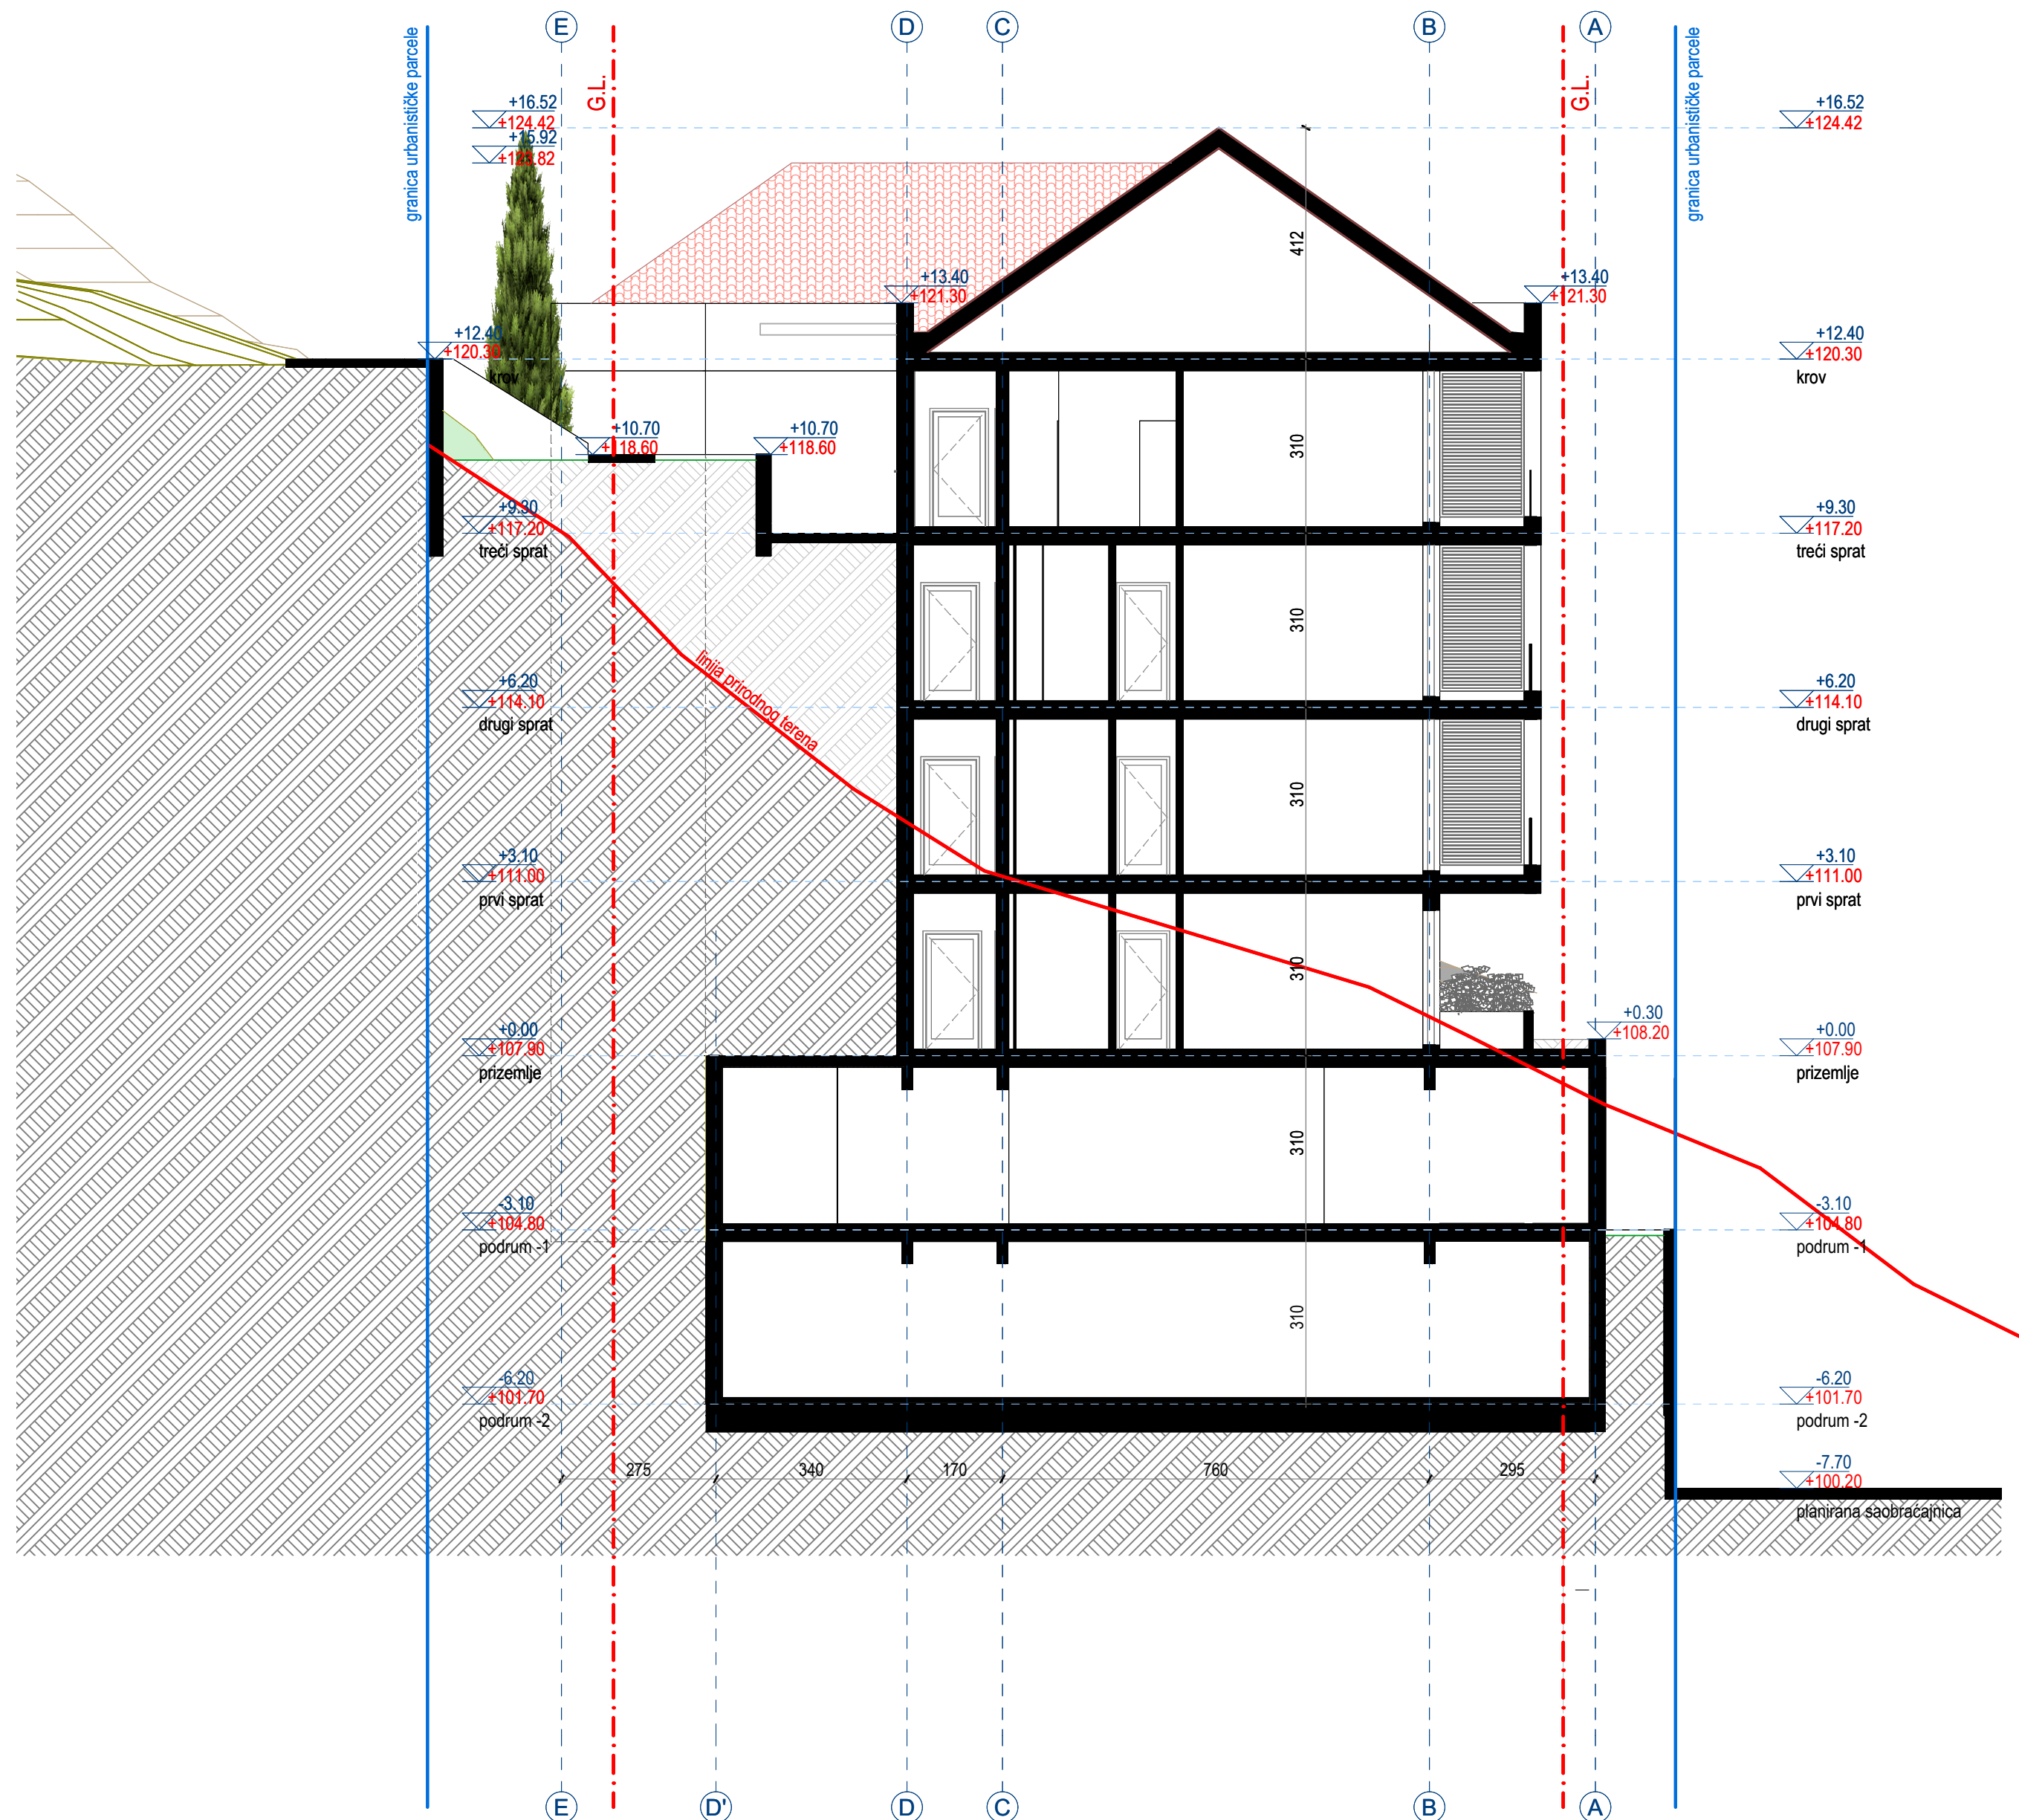 E
D
C
B
A
granica urbanističke parcele
G.L.
G.L.
granica urbanističke parcele
+16.52
+124.42
+15.92
+123.82
+16.52
+124.42
412
+13.40
+121.30
+13.40
+121.30
+12.40
+120.30
krov
+12.40
+120.30
krov
+10.70
+118.60
+10.70
+118.60
310
+9.30
+117.20
treći sprat
+9.30
+117.20
treći sprat
310
linija prirodnog terena
+6.20
+114.10
drugi sprat
+6.20
+114.10
drugi sprat
310
+3.10
+111.00
prvi sprat
+3.10
+111.00
prvi sprat
310
+0.30
+108.20
+0.00
+107.90
prizemlje
+0.00
+107.90
prizemlje
310
-3.10
+104.80
podrum -1
-3.10
+104.80
podrum -1
310
-6.20
+101.70
podrum -2
-6.20
+101.70
podrum -2
275
340
170
760
295
-7.70
+100.20
planirana saobraćajnica
E
D'
D
C
B
A